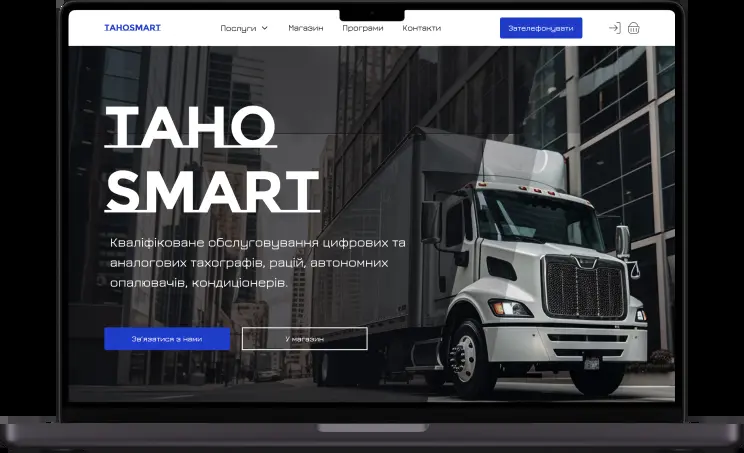 TAHOSMART
Послуги
Магазин
Програми
Контакти
Зателефонувати
TAHO
SMART
Кваліфіковане обслуговування цифрових та
аналогових тахографів, рацій, автономних
опалювачів, кондиціонерів.
Зв'язатися з нами
У магазин